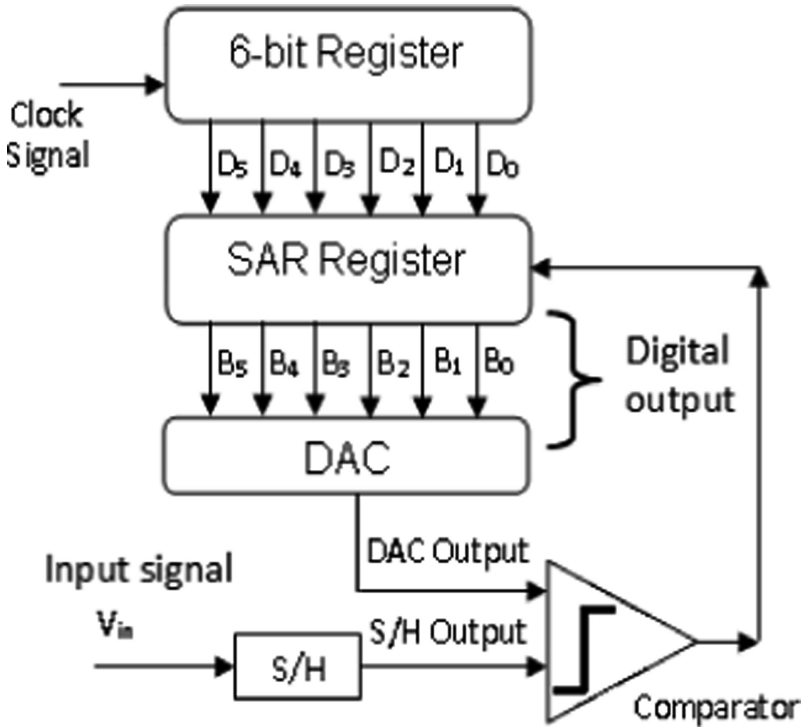 6-bit Register
Clock
Signal
D₅ D₄ D₃ D₂ D₁ D₀
SAR Register
B₅ B₄ B₃ B₂ B₁ B₀
Digital
output
DAC
DAC Output
Input signal
Vᵢₙ
S/H Output
S/H
Comparator